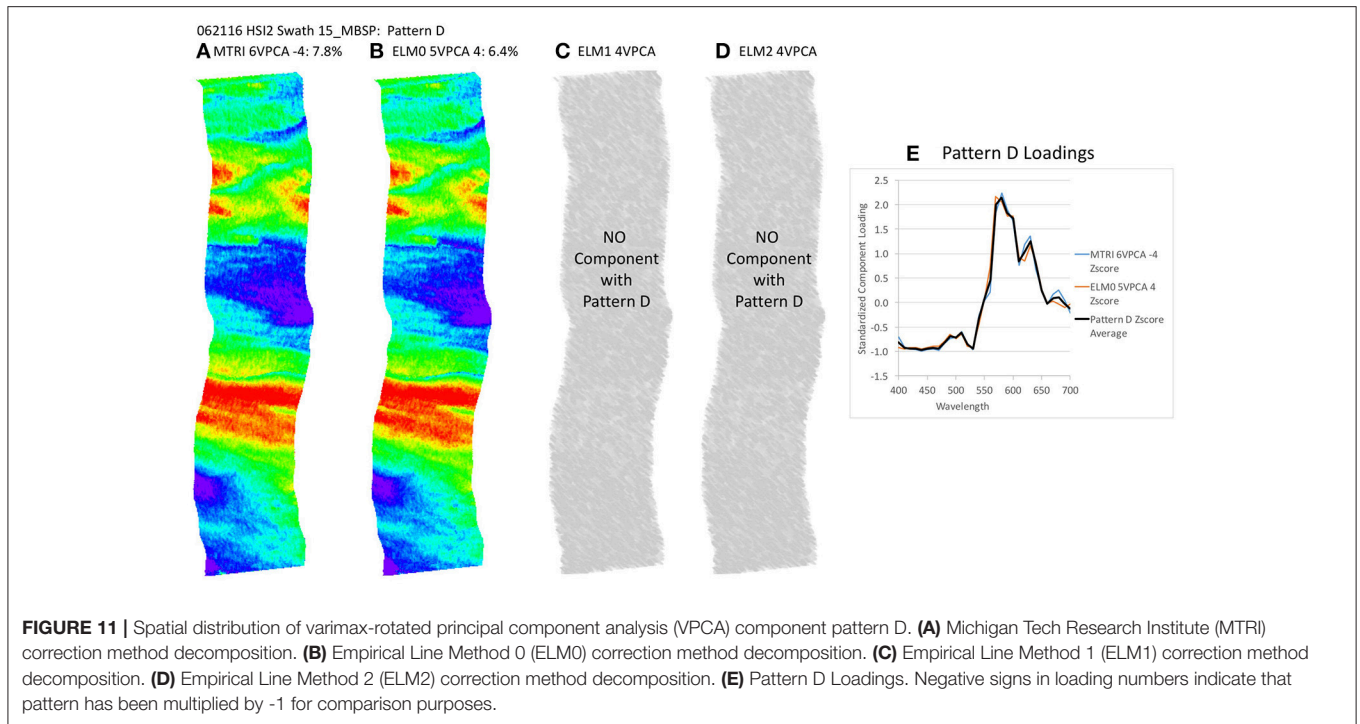 062116 HSI2 Swath 15_MBSP: Pattern D
A MTRI 6VPCA -4: 7.8%
B ELM0 5VPCA 4: 6.4%
C ELM1 4VPCA
D ELM2 4VPCA
NO
Component
with
Pattern D
NO
Component
with
Pattern D
E Pattern D Loadings
Standardized Component Loading
2.5
2.0
1.5
1.0
0.5
0.0
-0.5
-1.0
-1.5
400 450 500 550 600 650 700
Wavelength
MTRI 6VPCA -4
Zscore
ELM0 5VPCA 4
Zscore
Pattern D Zscore
Average
FIGURE 11 | Spatial distribution of varimax-rotated principal component analysis (VPCA) component pattern D. (A) Michigan Tech Research Institute (MTRI)
correction method decomposition. (B) Empirical Line Method 0 (ELM0) correction method decomposition. (C) Empirical Line Method 1 (ELM1) correction method
decomposition. (D) Empirical Line Method 2 (ELM2) correction method decomposition. (E) Pattern D Loadings. Negative signs in loading numbers indicate that
pattern has been multiplied by -1 for comparison purposes.